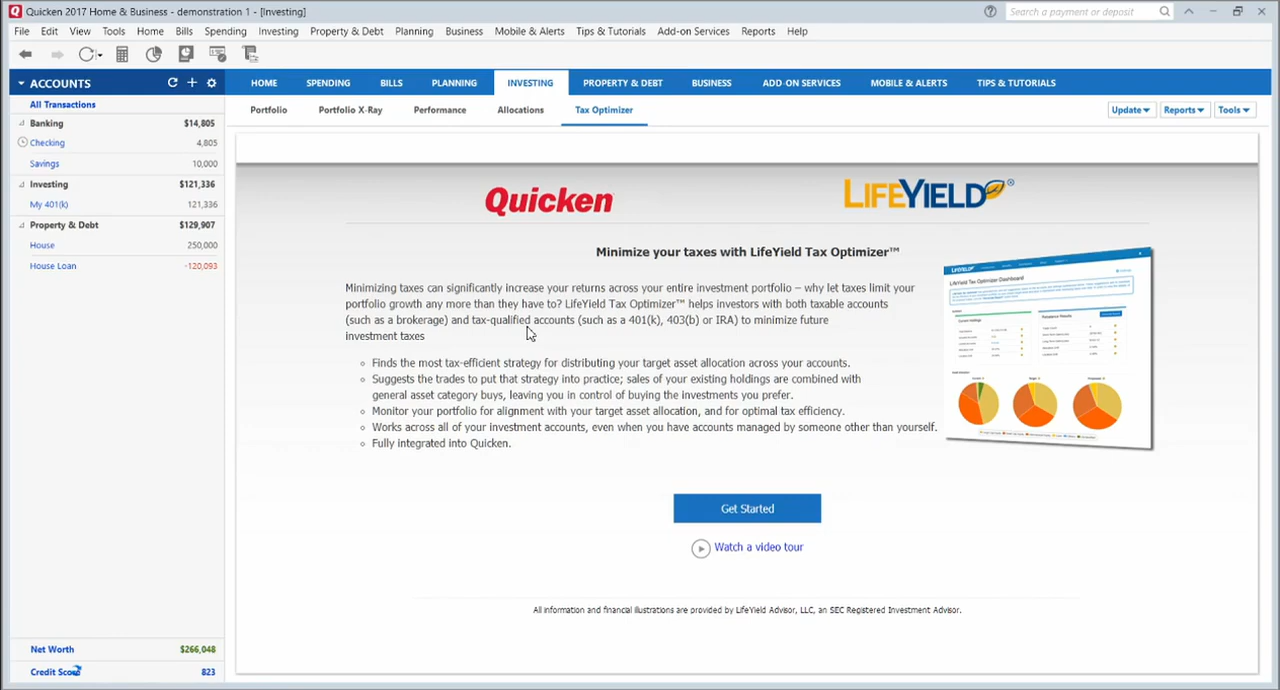 Quicken 2017 Home & Business - demonstration 1 - [Investing]
Search a payment or deposit
File Edit View Tools Home Bills Spending Investing Property & Debt Planning Business Mobile & Alerts Tips & Tutorials Add-on Services Reports Help
ACCOUNTS
HOME SPENDING BILLS PLANNING INVESTING PROPERTY & DEBT BUSINESS ADD-ON SERVICES MOBILE & ALERTS TIPS & TUTORIALS
Portfolio Portfolio X-Ray Performance Allocations Tax Optimizer
Update Reports Tools
All Transactions
Banking $14,805
Checking 4,805
Savings 10,000
Investing $121,336
My 401(k) 121,336
Property & Debt $129,907
House 250,000
House Loan -120,093
Net Worth $266,048
Credit Score 823
Quicken
LIFEYIELD®
Minimize your taxes with LifeYield Tax Optimizer™
Minimizing taxes can significantly increase your returns across your entire investment portfolio – why let taxes limit your
portfolio growth any more than they have to? LifeYield Tax Optimizer™ helps investors with both taxable accounts
(such as a brokerage) and tax-qualified accounts (such as a 401(k), 403(b) or IRA) to minimize future
investment taxes
Finds the most tax-efficient strategy for distributing your target asset allocation across your accounts.
Suggests the trades to put that strategy into practice; sales of your existing holdings are combined with
general asset category buys, leaving you in control of buying the investments you prefer.
Monitor your portfolio for alignment with your target asset allocation, and for optimal tax efficiency.
Works across all of your investment accounts, even when you have accounts managed by someone other than yourself.
Fully integrated into Quicken.
LIFEYIELD
LifeYield Tax Optimizer Dashboard
Get Started
Watch a video tour
All information and financial illustrations are provided by LifeYield Advisor, LLC, an SEC Registered Investment Advisor.